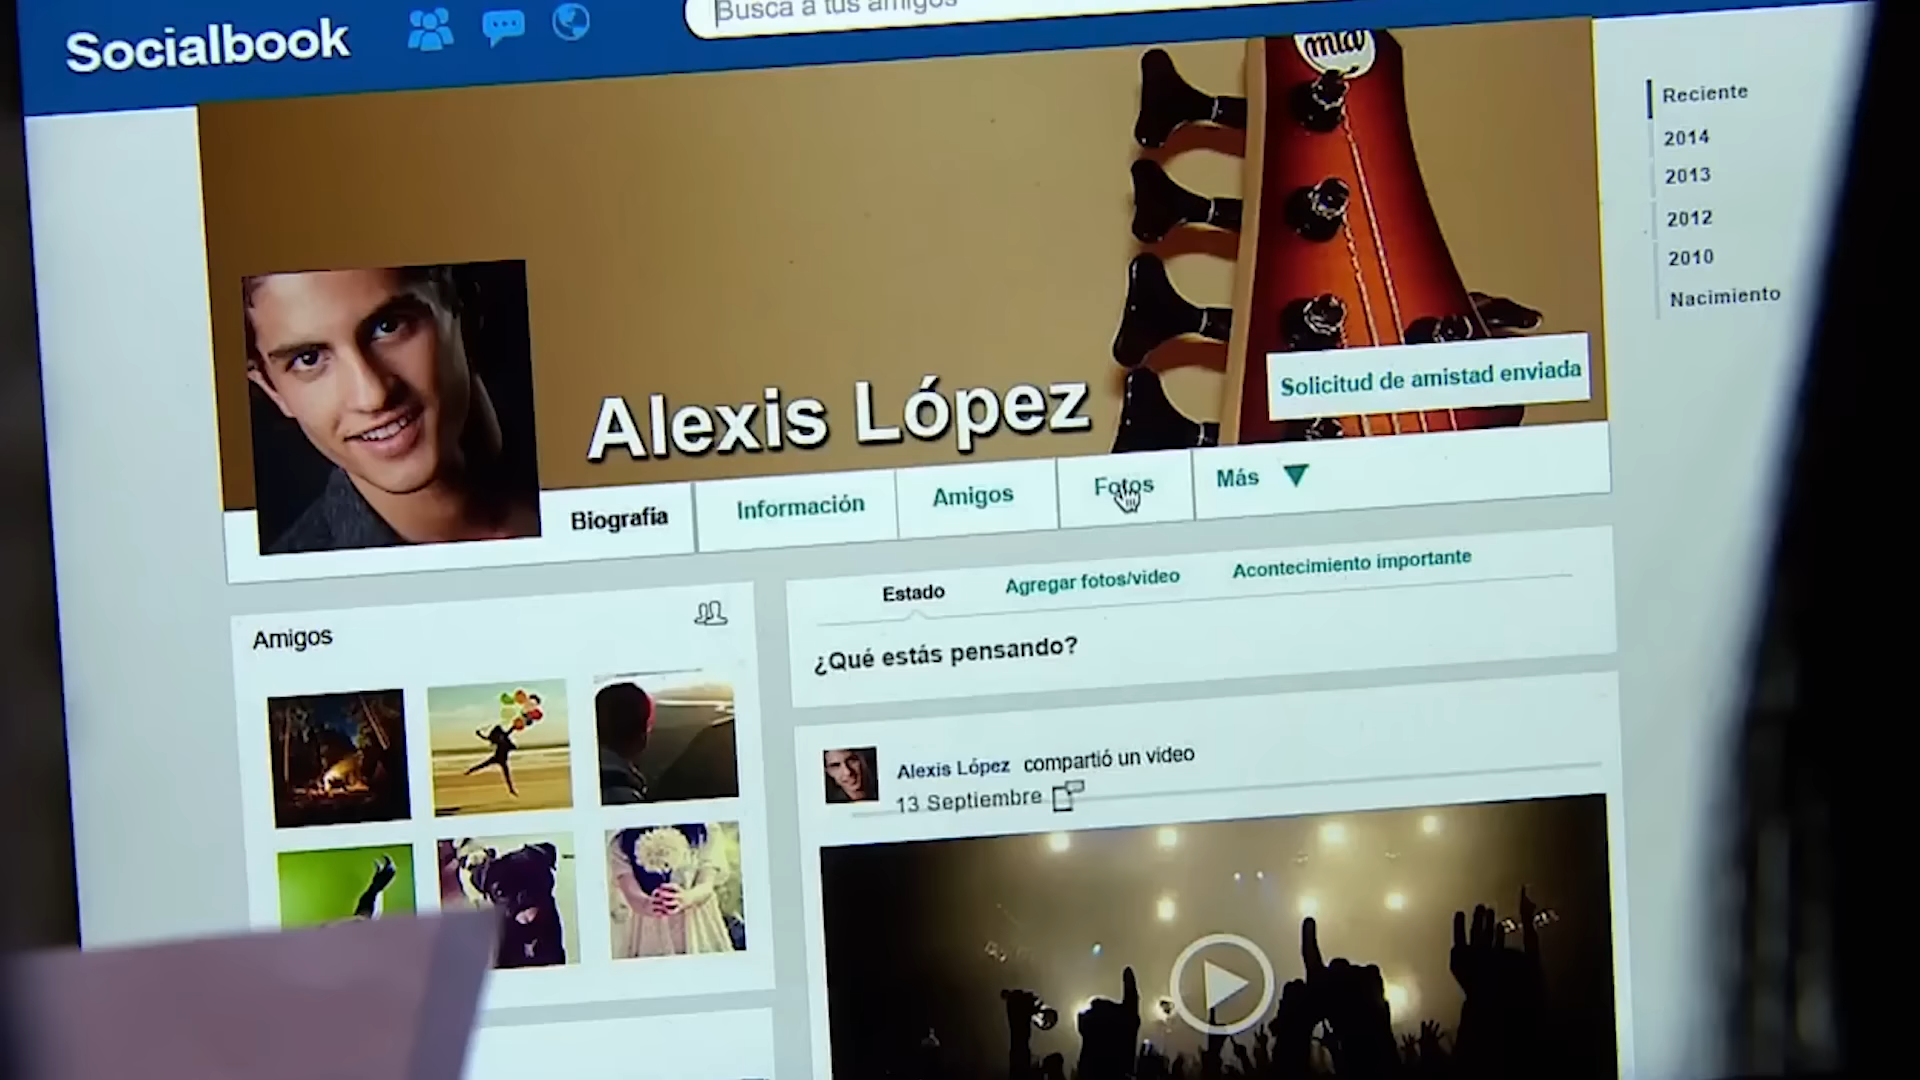 Socialbook
Busca a tus amigos
mia
Reciente
2014
2013
2012
2010
Nacimiento
Alexis López
Solicitud de amistad enviada
Biografía
Información
Amigos
Fotos
Más
Amigos
Estado
Agregar fotos/video
Acontecimiento importante
¿Qué estás pensando?
Alexis López compartió un video
13 Septiembre